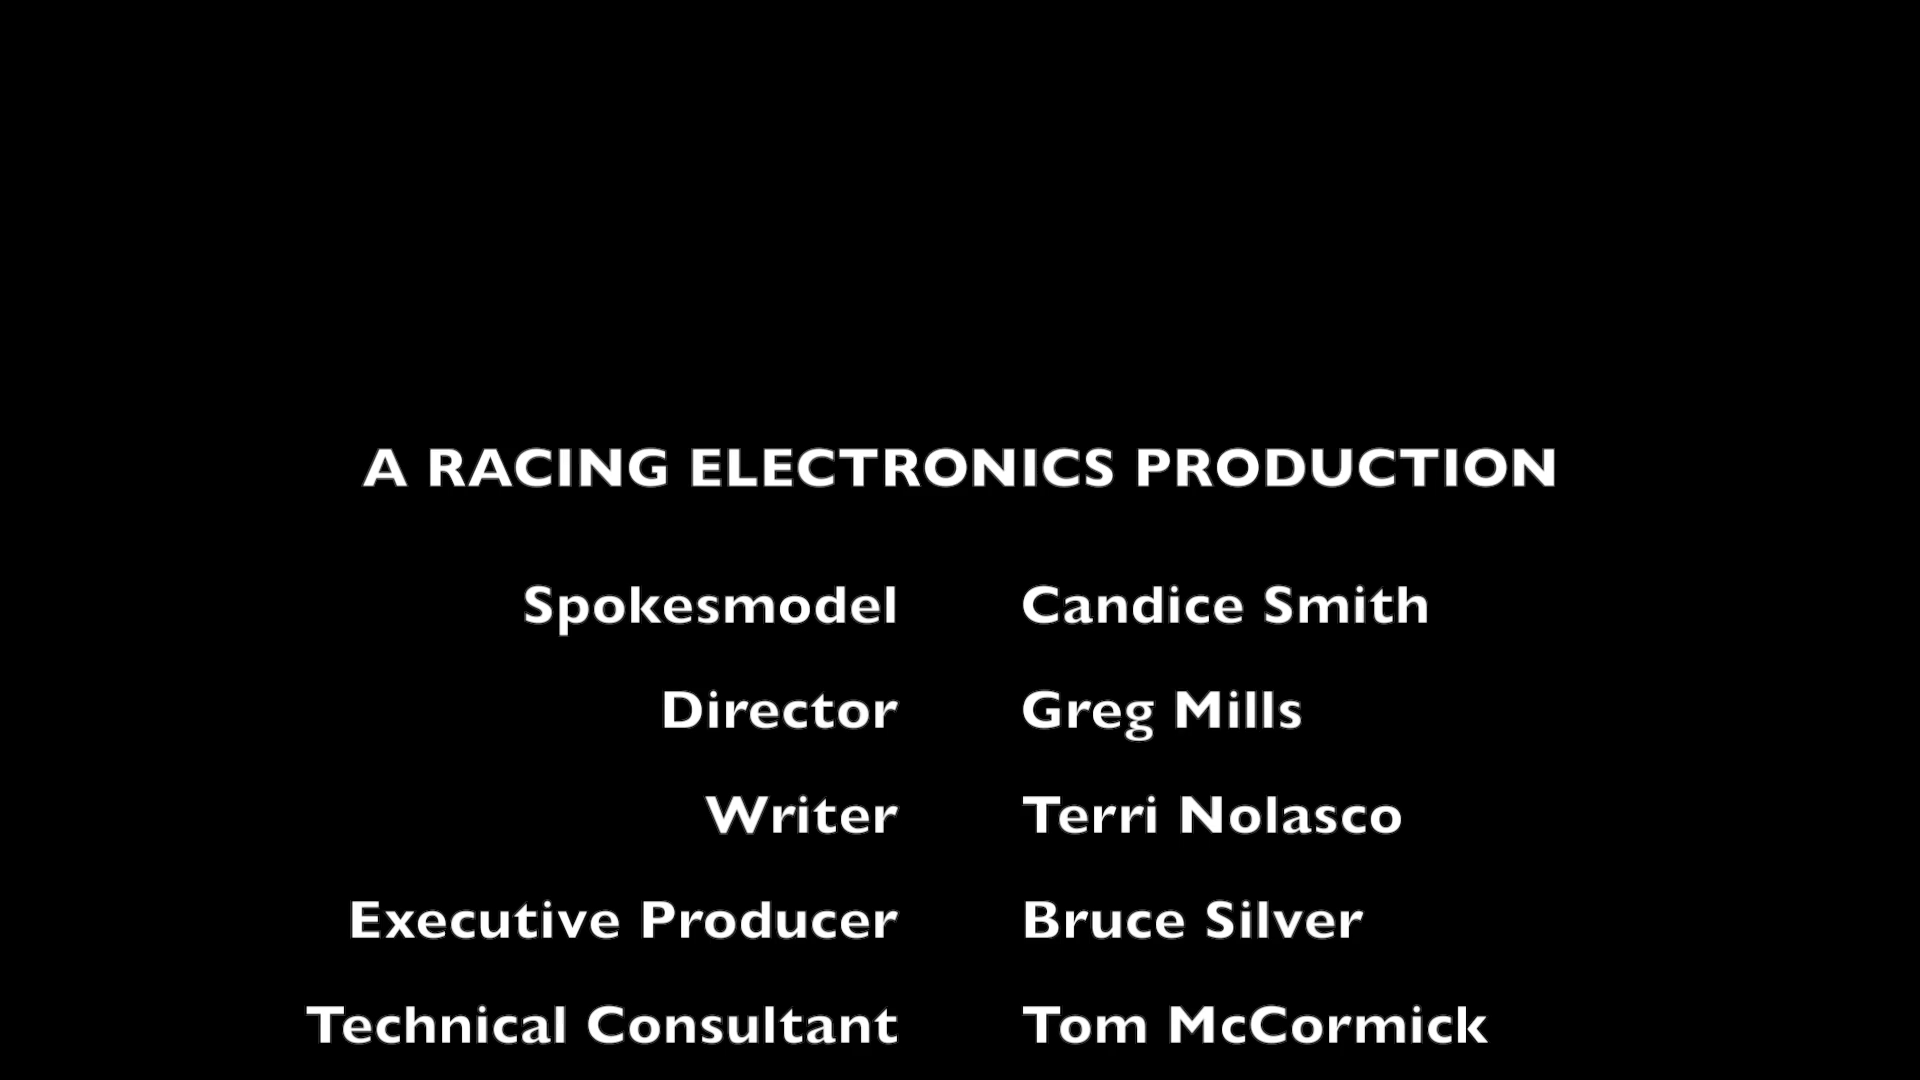 A RACING ELECTRONICS PRODUCTION
Spokesmodel Candice Smith
Director Greg Mills
Writer Terri Nolasco
Executive Producer Bruce Silver
Technical Consultant Tom McCormick